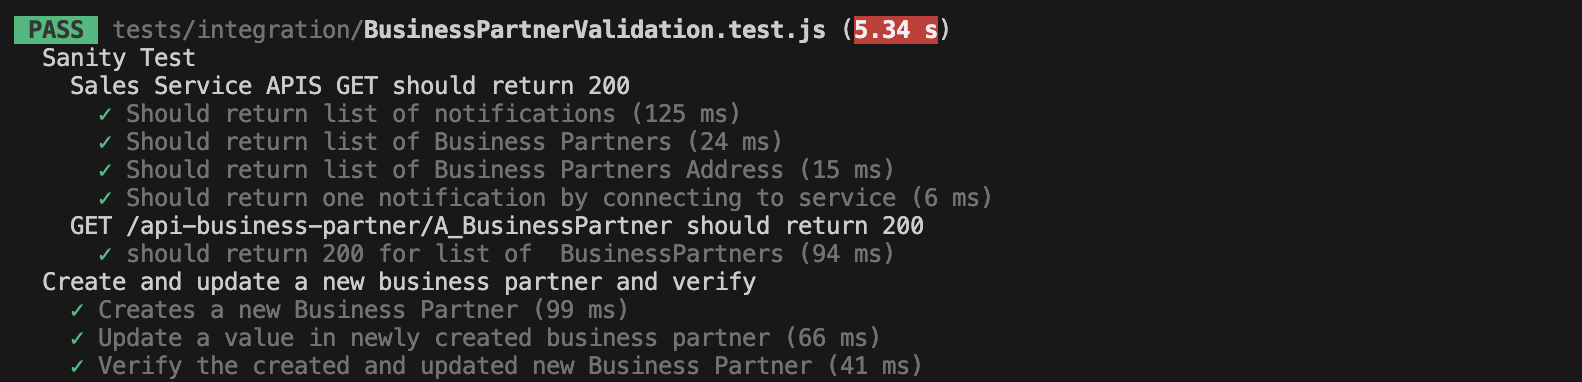 PASS tests/integration/BusinessPartnerValidation.test.js (5.34 s)
Sanity Test
Sales Service APIS GET should return 200
✓ Should return list of notifications (125 ms)
✓ Should return list of Business Partners (24 ms)
✓ Should return list of Business Partners Address (15 ms)
✓ Should return one notification by connecting to service (6 ms)
GET /api-business-partner/A_BusinessPartner should return 200
✓ should return 200 for list of  BusinessPartners (94 ms)
Create and update a new business partner and verify
✓ Creates a new Business Partner (99 ms)
✓ Update a value in newly created business partner (66 ms)
✓ Verify the created and updated new Business Partner (41 ms)